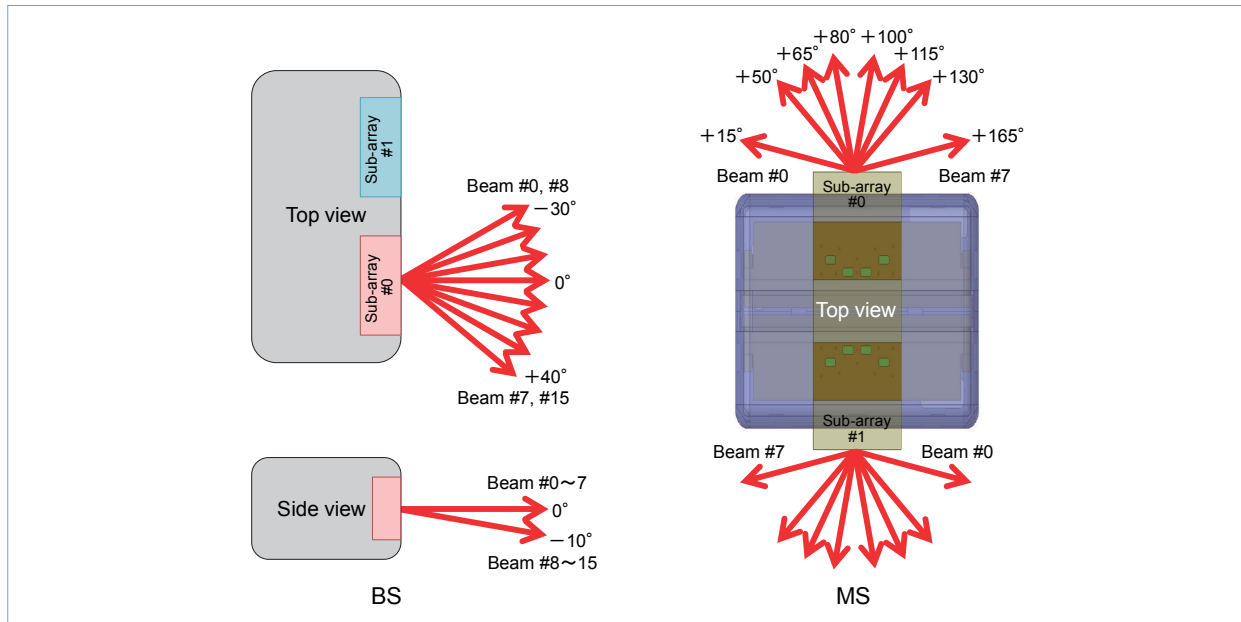 Sub-array
#1
Top view
Sub-array
#0
Beam #0, #8
−30°
0°
+40°
Beam #7, #15
Side view
Beam #0～7
0°
−10°
Beam #8～15
BS
+80°
+100°
+65°
+115°
+50°
+130°
+15°
+165°
Beam #0
Beam #7
Sub-array
#0
Top view
Sub-array
#1
Beam #7
Beam #0
MS